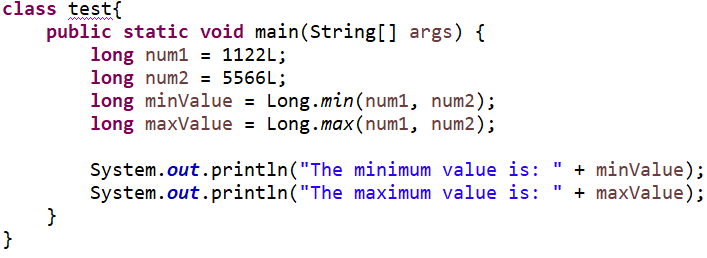 class test{
    public static void main(String[] args) {
        long num1 = 1122L;
        long num2 = 5566L;
        long minValue = Long.min(num1, num2);
        long maxValue = Long.max(num1, num2);

        System.out.println("The minimum value is: " + minValue);
        System.out.println("The maximum value is: " + maxValue);
    }
}